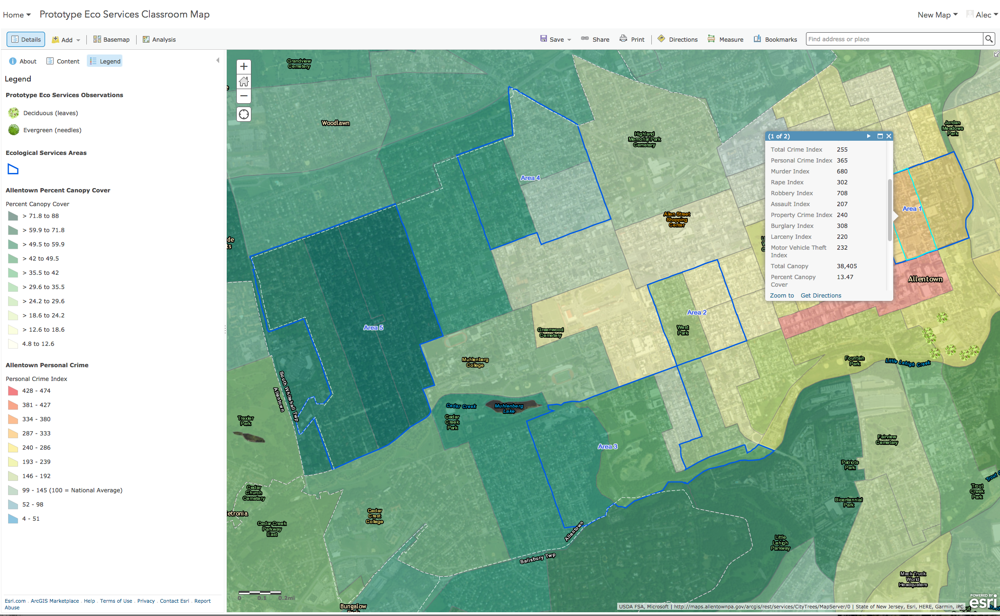 Home
Prototype Eco Services Classroom Map
New Map
Alec
Details
Add
Basemap
Analysis
Save
Share
Print
Directions
Measure
Bookmarks
Find address or place
About
Content
Legend
Legend
Prototype Eco Services Observations
Deciduous (leaves)
Evergreen (needles)
Ecological Services Areas
Allentown Percent Canopy Cover
Percent Canopy Cover
> 71.8 to 88
> 59.9 to 71.8
> 49.5 to 59.9
> 42 to 49.5
> 35.5 to 42
> 29.6 to 35.5
> 24.2 to 29.6
> 18.6 to 24.2
> 12.6 to 18.6
4.8 to 12.6
Allentown Personal Crime
Personal Crime Index
428 - 474
381 - 427
334 - 380
287 - 333
240 - 286
193 - 239
146 - 192
99 - 145 (100 = National Average)
52 - 98
4 - 51
Esri.com . ArcGIS Marketplace . Help . Terms of Use . Privacy . Contact Esri . Report
Abuse
Grandview
Cemetery
Woodlawn
Highland
Memorial Park
Cemetery
Jordan
Meadows
Park
(1 of 2)
Total Crime Index 255
Personal Crime Index 365
Murder Index 680
Rape Index 302
Robbery Index 708
Assault Index 207
Property Crime Index 240
Burglary Index 308
Larceny Index 220
Motor Vehicle Theft 232
Index
Total Canopy 38,405
Percent Canopy 13.47
Cover
Zoom to
Get Directions
Area 4
Area 1
Allen Street
Shopping
Center
de
ts
Allentown
Area 2
West
Park
Area 5
Greenwood
Cemetery
Muhlenberg
College
Fountain
Park
Little Lehigh Creek
South Whitehall Twp
Allentown
Cedar Creek
Muhlenberg
Lake
Cedar
Creek
Park
Trexler
Park
Area 3
Fairview
Cemetary
Patriots
Park
Trout
Trout
Creek
Park
Bicentennial
Park
Cedar
Church
Cemetery
etronia
Cedar Creek
Parkway
East
Cedar
Crest
College
Allentown
Salisbury Twp
Little
Lehigh
Parkway
Mack Truck
World
Headquaters
0 0.1 0.2mi
Bungalow
Park
USDA FSA, Microsoft | http://maps.allentownpa.gov/arcgis/rest/services/CityTrees/MapServer/0 | State of New Jersey, Esri, HERE, Garmin, iPC
POWERED BY
esri